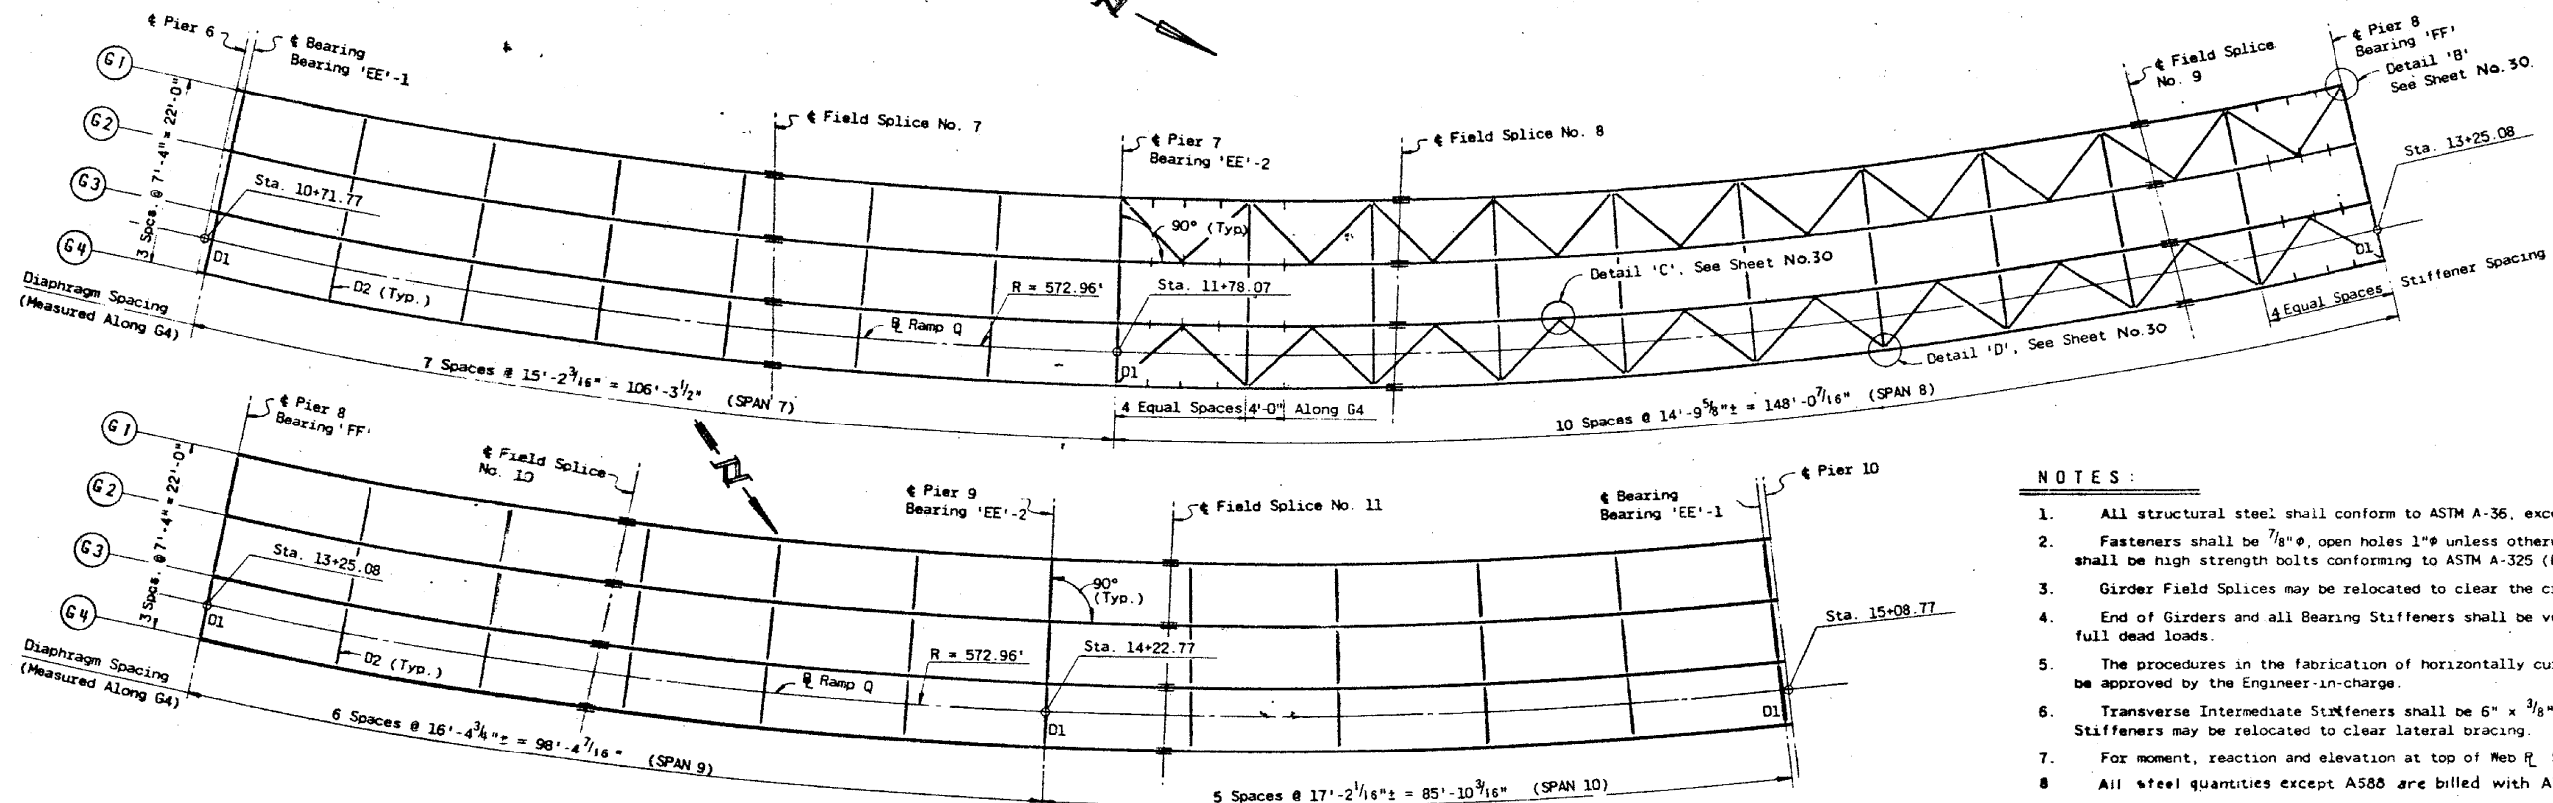 ℄ Pier 6
℄ Bearing
Bearing 'EE'-1
G1
G2
G3
G4
3 Spcs. @ 7'-4" = 22'-0"
Sta. 10+71.77
D1
D2 (Typ.)
Diaphragm Spacing
(Measured Along G4)
7 Spaces @ 15'-2 3/16" = 106'-3 1/2" (SPAN 7)
℄ Field Splice No. 7
R = 572.96'
Ramp Q
N
℄ Pier 7
Bearing 'EE'-2
90° (Typ.)
Sta. 11+78.07
D1
4 Equal Spaces 4'-0" Along G4
℄ Field Splice No. 8
Detail 'C', See Sheet No.30
Detail 'D', See Sheet No.30
10 Spaces @ 14'-9 5/8"± = 148'-0 7/16" (SPAN 8)
℄ Field Splice
No. 9
℄ Pier 8
Bearing 'FF'
Detail 'B'
See Sheet No.30.
Sta. 13+25.08
D1
4 Equal Spaces
Stiffener Spacing
℄ Pier 8
Bearing 'FF'
G1
G2
G3
G4
3 Spcs. @ 7'-4" = 22'-0"
Sta. 13+25.08
D1
D2 (Typ.)
Diaphragm Spacing
(Measured Along G4)
6 Spaces @ 16'-4 3/4"± = 98'-4 7/16" (SPAN 9)
℄ Field Splice
No. 10
N
R = 572.96'
Ramp Q
℄ Pier 9
Bearing 'EE'-2
90°
(Typ.)
Sta. 14+22.77
D1
℄ Field Splice No. 11
℄ Bearing
Bearing 'EE'-1
℄ Pier 10
Sta. 15+08.77
D1
5 Spaces @ 17'-2 1/16"± = 85'-10 3/16" (SPAN 10)
NOTES:
1. All structural steel shall conform to ASTM A-36,
2. Fasteners shall be 7/8"φ, open holes 1"φ unless
shall be high strength bolts conforming to ASTM A-325
3. Girder Field Splices may be relocated to clear the
4. End of Girders and all Bearing Stiffeners shall be
full dead loads.
5. The procedures in the fabrication of horizontally
be approved by the Engineer-in-charge.
6. Transverse Intermediate Stiffeners shall be 6" x 3/8"
Stiffeners may be relocated to clear lateral bracing.
7. For moment, reaction and elevation at top of Web PL
8 All steel quantities except A588 are billed with